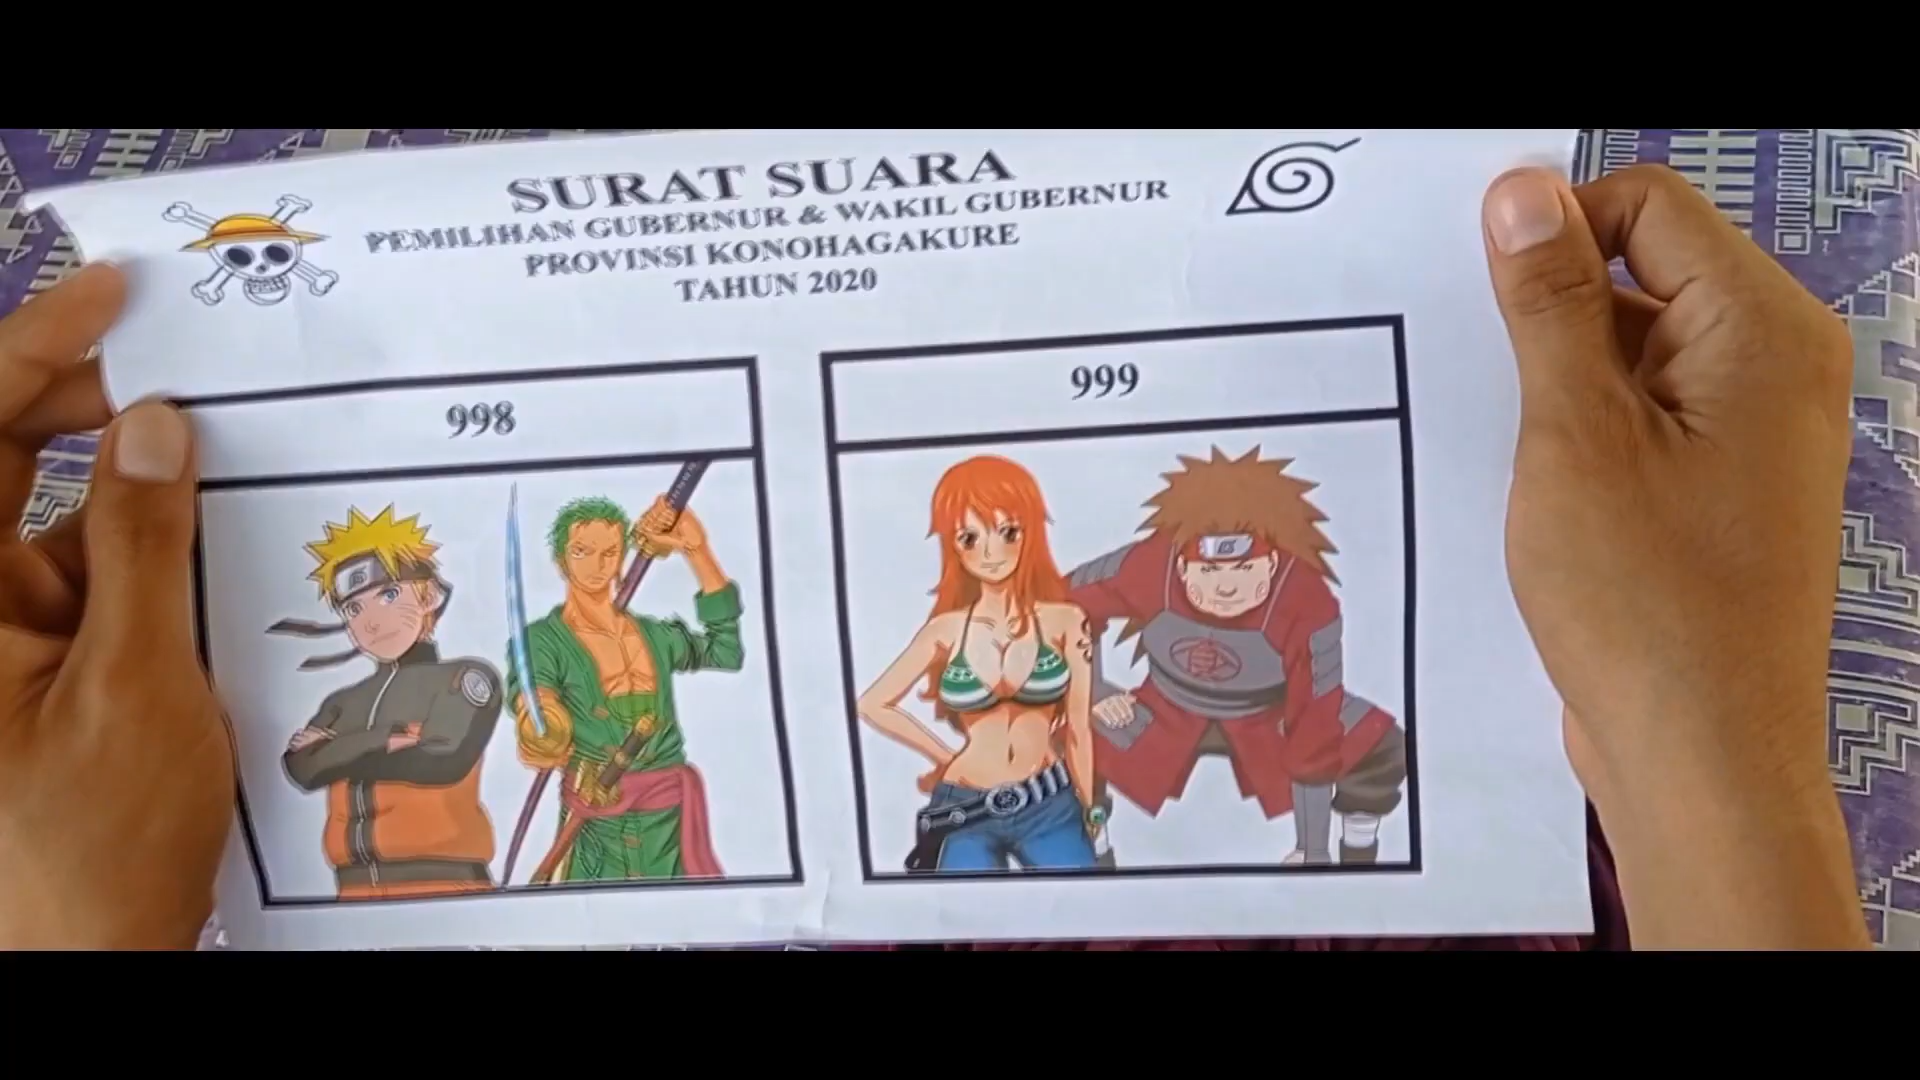 SURAT SUARA
PEMILIHAN GUBERNUR & WAKIL GUBERNUR
PROVINSI KONOHAGAKURE
TAHUN 2020
998
999